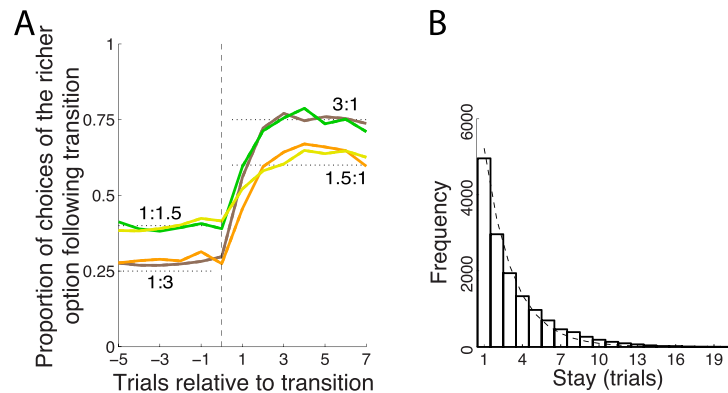 A
Proportion of choices of the richer
option following transition
1
0.75
0.5
0.25
0
3:1
1.5:1
1:1.5
1:3
−5 −3 −1 1 3 5 7
Trials relative to transition
B
Frequency
6000
4000
2000
0
1 4 7 10 13 16 19
Stay (trials)